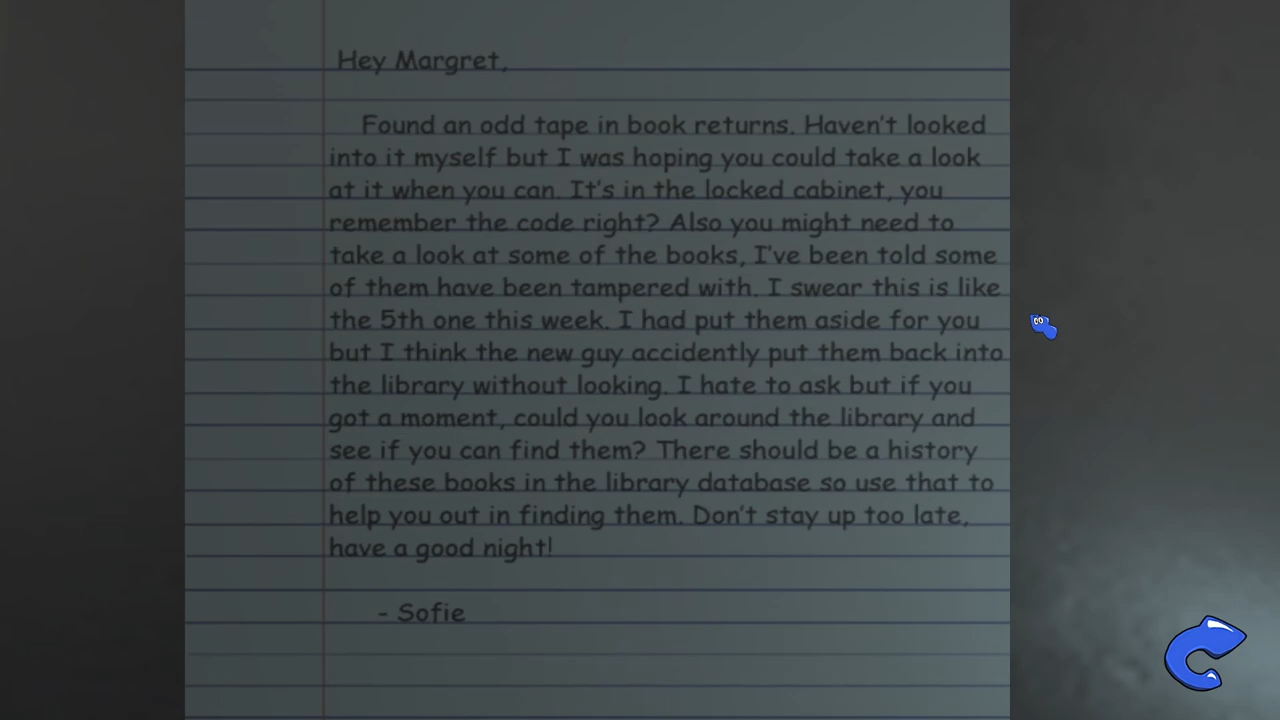 Hey Margret,
Found an odd tape in book returns. Haven't looked
into it myself but I was hoping you could take a look
at it when you can. It's in the locked cabinet, you
remember the code right? Also you might need to
take a look at some of the books, I've been told some
of them have been tampered with. I swear this is like
the 5th one this week. I had put them aside for you
but I think the new guy accidently put them back into
the library without looking. I hate to ask but if you
got a moment, could you look around the library and
see if you can find them? There should be a history
of these books in the library database so use that to
help you out in finding them. Don't stay up too late,
have a good night!
- Sofie